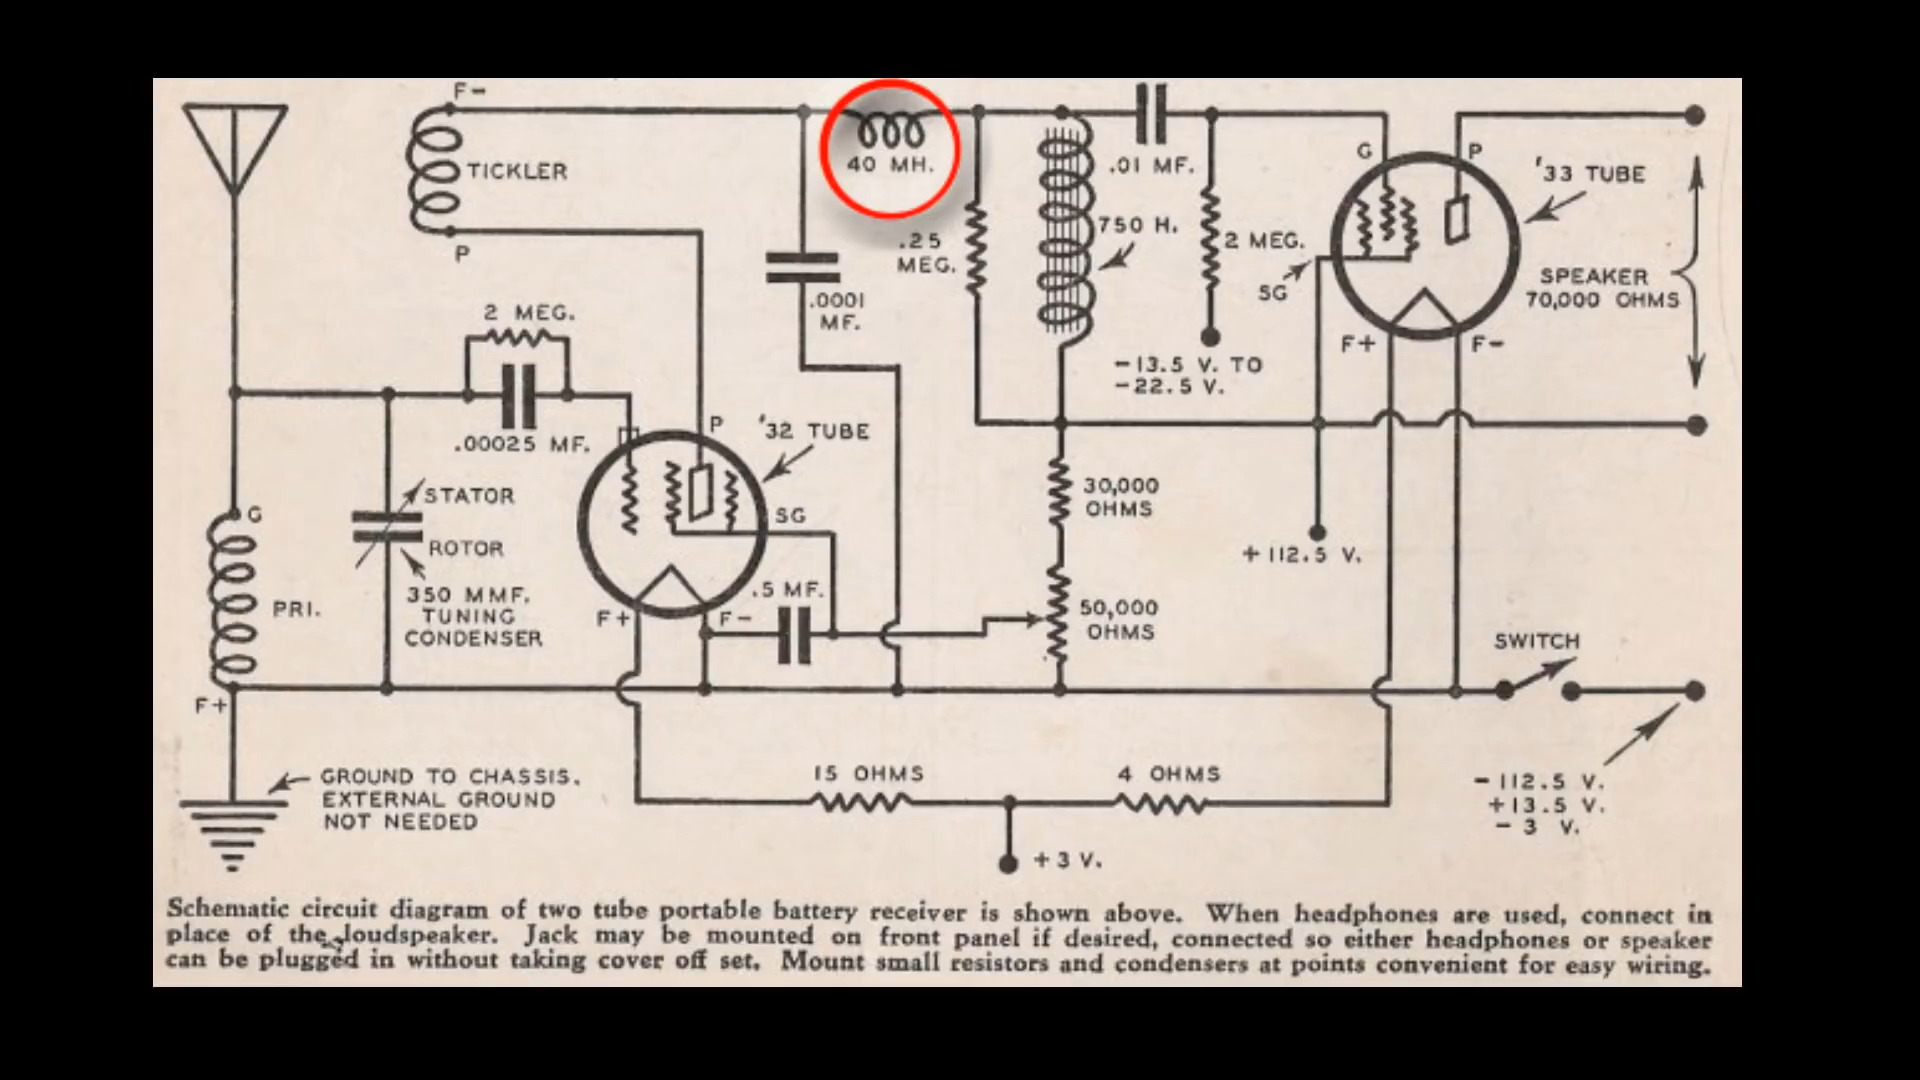 F-
TICKLER
P
40 MH.
.01 MF.
G
P
'33 TUBE
.25
MEG.
750 H.
2 MEG.
SG
SPEAKER
70,000 OHMS
.0001
MF.
2 MEG.
F+
F-
-13.5 V. TO
-22.5 V.
.00025 MF.
P
'32 TUBE
G
STATOR
ROTOR
SG
30,000
OHMS
+112.5 V.
350 MMF.
TUNING
CONDENSER
PRI.
F+
F-
.5 MF.
50,000
OHMS
SWITCH
F+
GROUND TO CHASSIS.
EXTERNAL GROUND
NOT NEEDED
15 OHMS
4 OHMS
-112.5 V.
+13.5 V.
-3 V.
+3 V.
Schematic circuit diagram of two tube portable battery receiver is shown above. When headphones are used, connect in
place of the loudspeaker. Jack may be mounted on front panel if desired, connected so either headphones or speaker
can be plugged in without taking cover off set. Mount small resistors and condensers at points convenient for easy wiring.